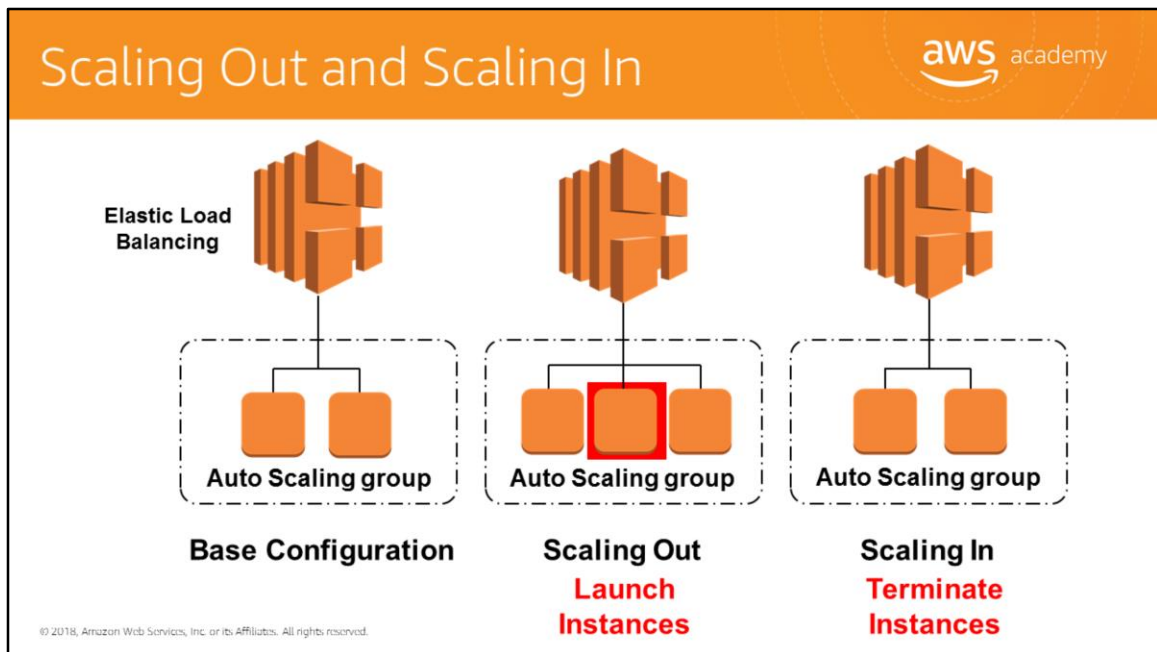 Scaling Out and Scaling In
aws academy
Elastic Load
Balancing
Auto Scaling group
Auto Scaling group
Auto Scaling group
Base Configuration
Scaling Out
Launch
Instances
Scaling In
Terminate
Instances
© 2018, Amazon Web Services, Inc. or its Affiliates. All rights reserved.